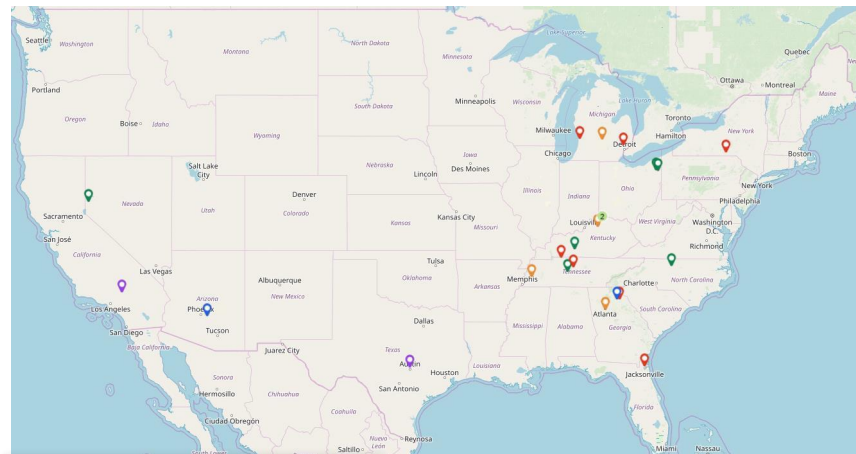 Lake Superior
Seattle
Washington
Montana
North Dakota
Minnesota
Quebec
Ottawa
Montreal
Maine
Portland
Minneapolis
Wisconsin
Michigan
Lake Huron
Toronto
Oregon
Boise
Idaho
South Dakota
Milwaukee
Hamilton
New York
Wyoming
Detroit
Chicago
Boston
Salt Lake
City
Nebraska
Iowa
Des Moines
Lincoln
Pennsylvania
New York
Denver
Illinois
Indiana
Ohio
Philadelphia
Nevada
Utah
Colorado
Kansas
Kansas City
Missouri
2
Sacramento
Louisville
West Virginia
Washington
D.C.
Kentucky
Richmond
San José
California
Las Vegas
Tulsa
Oklahoma
Tennessee
Memphis
North Carolina
Albuquerque
New Mexico
Arkansas
Charlotte
Arizona
Phoenix
Los Angeles
South Carolina
Atlanta
Georgia
Dallas
Mississippi
Alabama
San Diego
Tucson
Baja California
Juarez City
Texas
Austin
Louisiana
Houston
Jacksonville
Sonora
Hermosillo
Chihuahua
San Antonio
Florida
Ciudad Obregón
Coahuila
Nuevo
León
Reynosa
Saltillo
Miami
Nassau